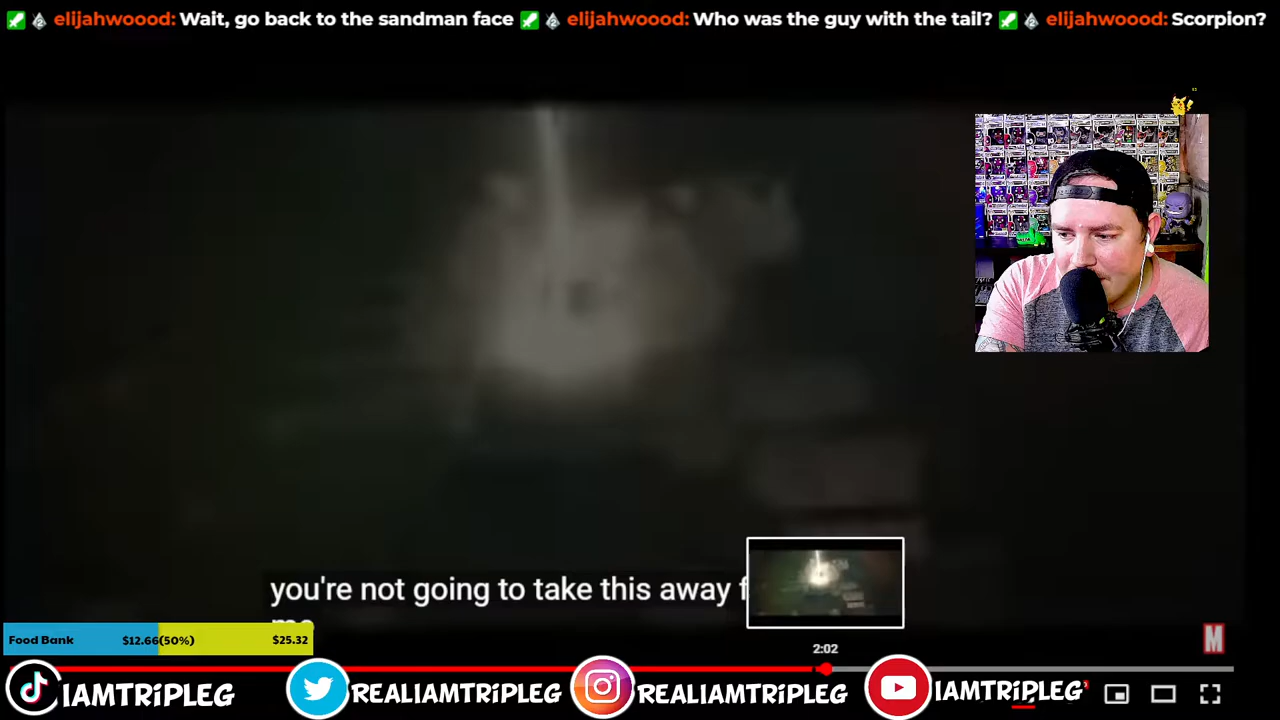 elijahwoood: Wait, go back to the sandman face elijahwoood: Who was the guy with the tail? elijahwoood: Scorpion?
you're not going to take this away f
me
Food Bank $12.66(50%) $25.32
2:02
M
IAMTRiPLEG REALIAMTRIPLEG REALIAMTRIPLEG IAMTRiPLEG